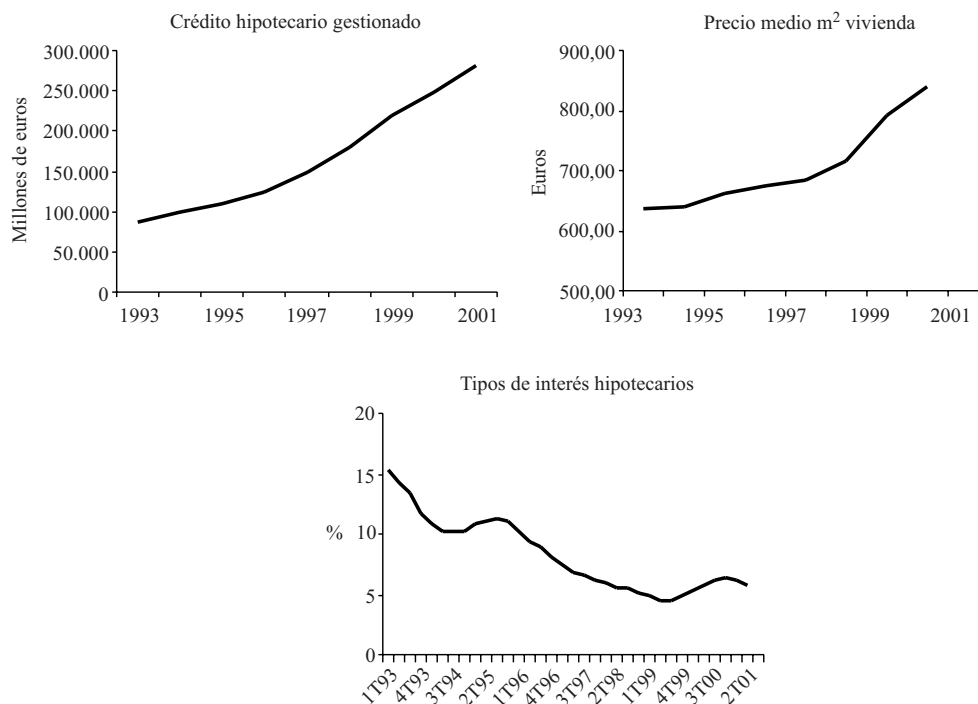 Crédito hipotecario gestionado
Millones de euros
300.000
250.000
200.000
150.000
100.000
50.000
0
1993 1995 1997 1999 2001
Precio medio m² vivienda
Euros
900,00
800,00
700,00
600,00
500,00
1993 1995 1997 1999 2001
Tipos de interés hipotecarios
%
20
15
10
5
0
1T93 4T93 3T94 2T95 1T96 4T96 3T97 2T98 1T99 4T99 3T00 2T01